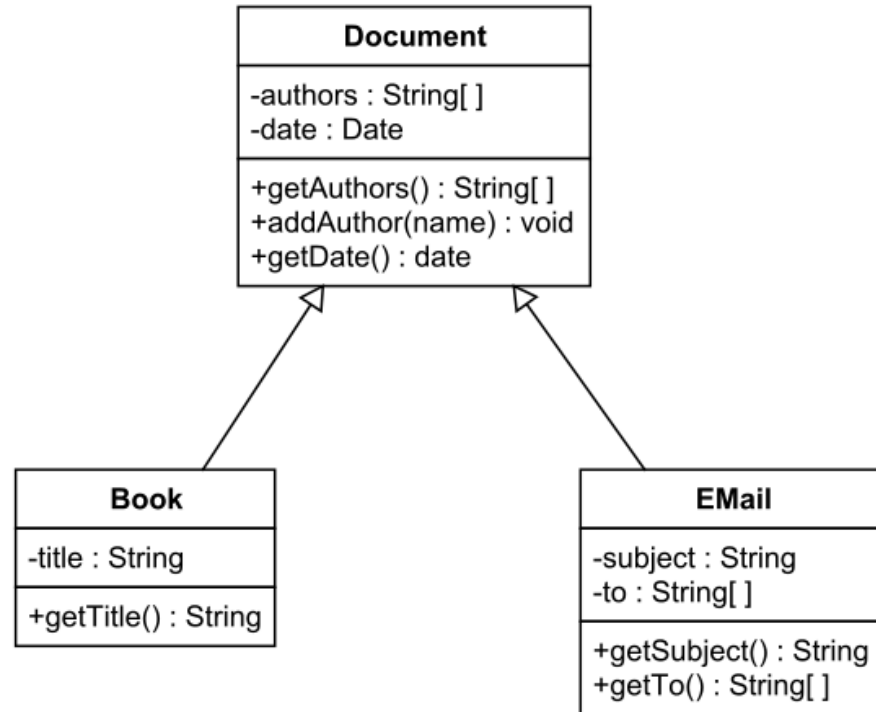 Document
-authors : String[ ]
-date : Date
+getAuthors() : String[ ]
+addAuthor(name) : void
+getDate() : date
Book
-title : String
+getTitle() : String
EMail
-subject : String
-to : String[ ]
+getSubject() : String
+getTo() : String[ ]